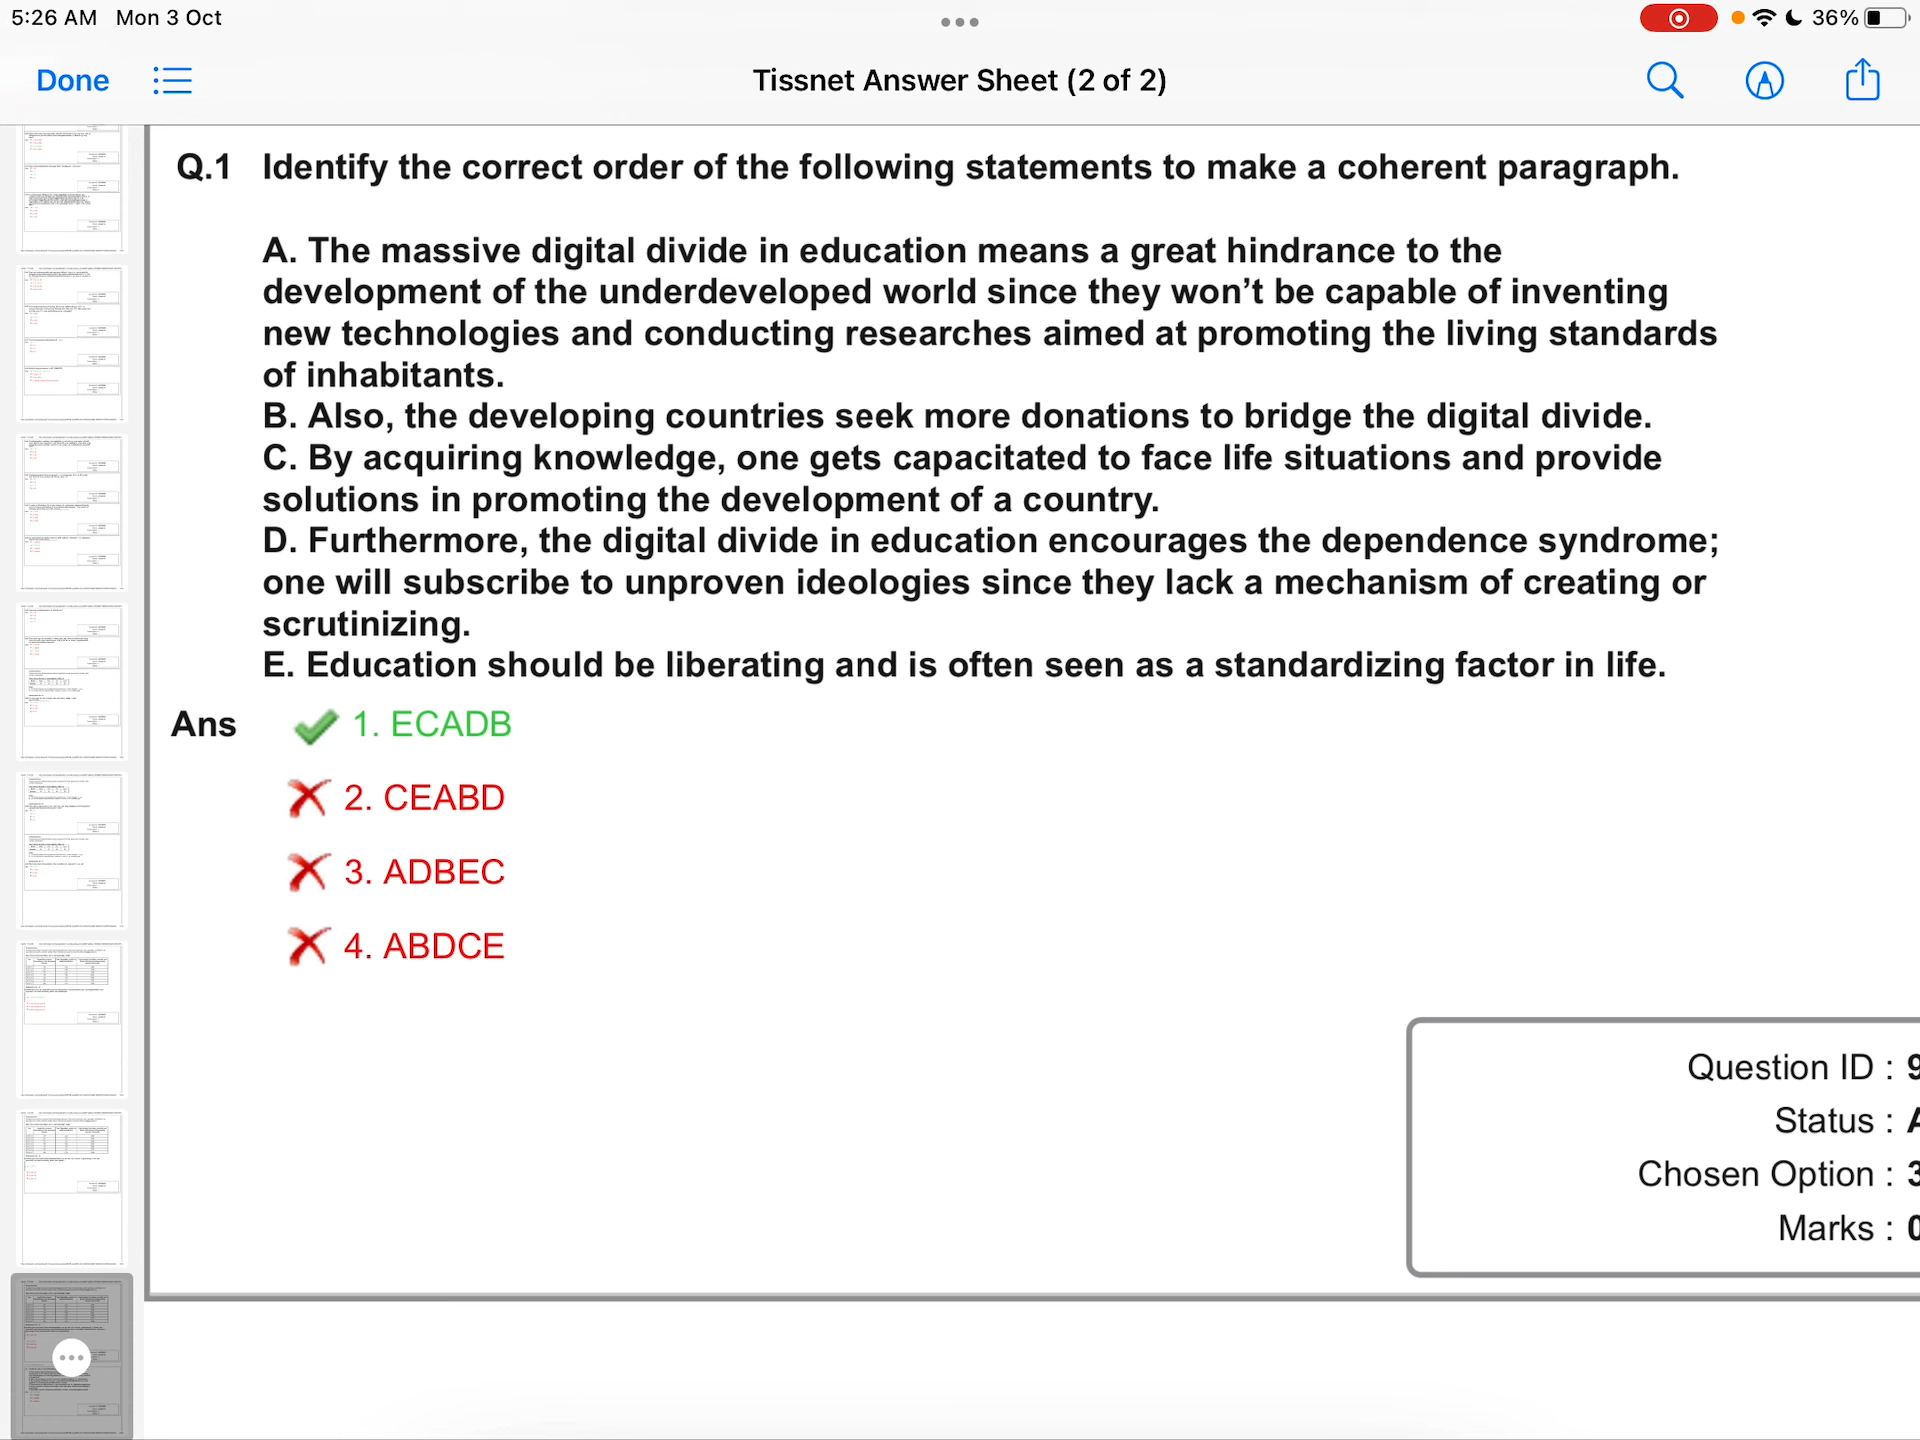 5:26 AM Mon 3 Oct
36%
Done
Tissnet Answer Sheet (2 of 2)
Q.1 Identify the correct order of the following statements to make a coherent paragraph.
A. The massive digital divide in education means a great hindrance to the
development of the underdeveloped world since they won’t be capable of inventing
new technologies and conducting researches aimed at promoting the living standards
of inhabitants.
B. Also, the developing countries seek more donations to bridge the digital divide.
C. By acquiring knowledge, one gets capacitated to face life situations and provide
solutions in promoting the development of a country.
D. Furthermore, the digital divide in education encourages the dependence syndrome;
one will subscribe to unproven ideologies since they lack a mechanism of creating or
scrutinizing.
E. Education should be liberating and is often seen as a standardizing factor in life.
Ans 1. ECADB
2. CEABD
3. ADBEC
4. ABDCE
Question ID : 9
Status : A
Chosen Option : 3
Marks : 0